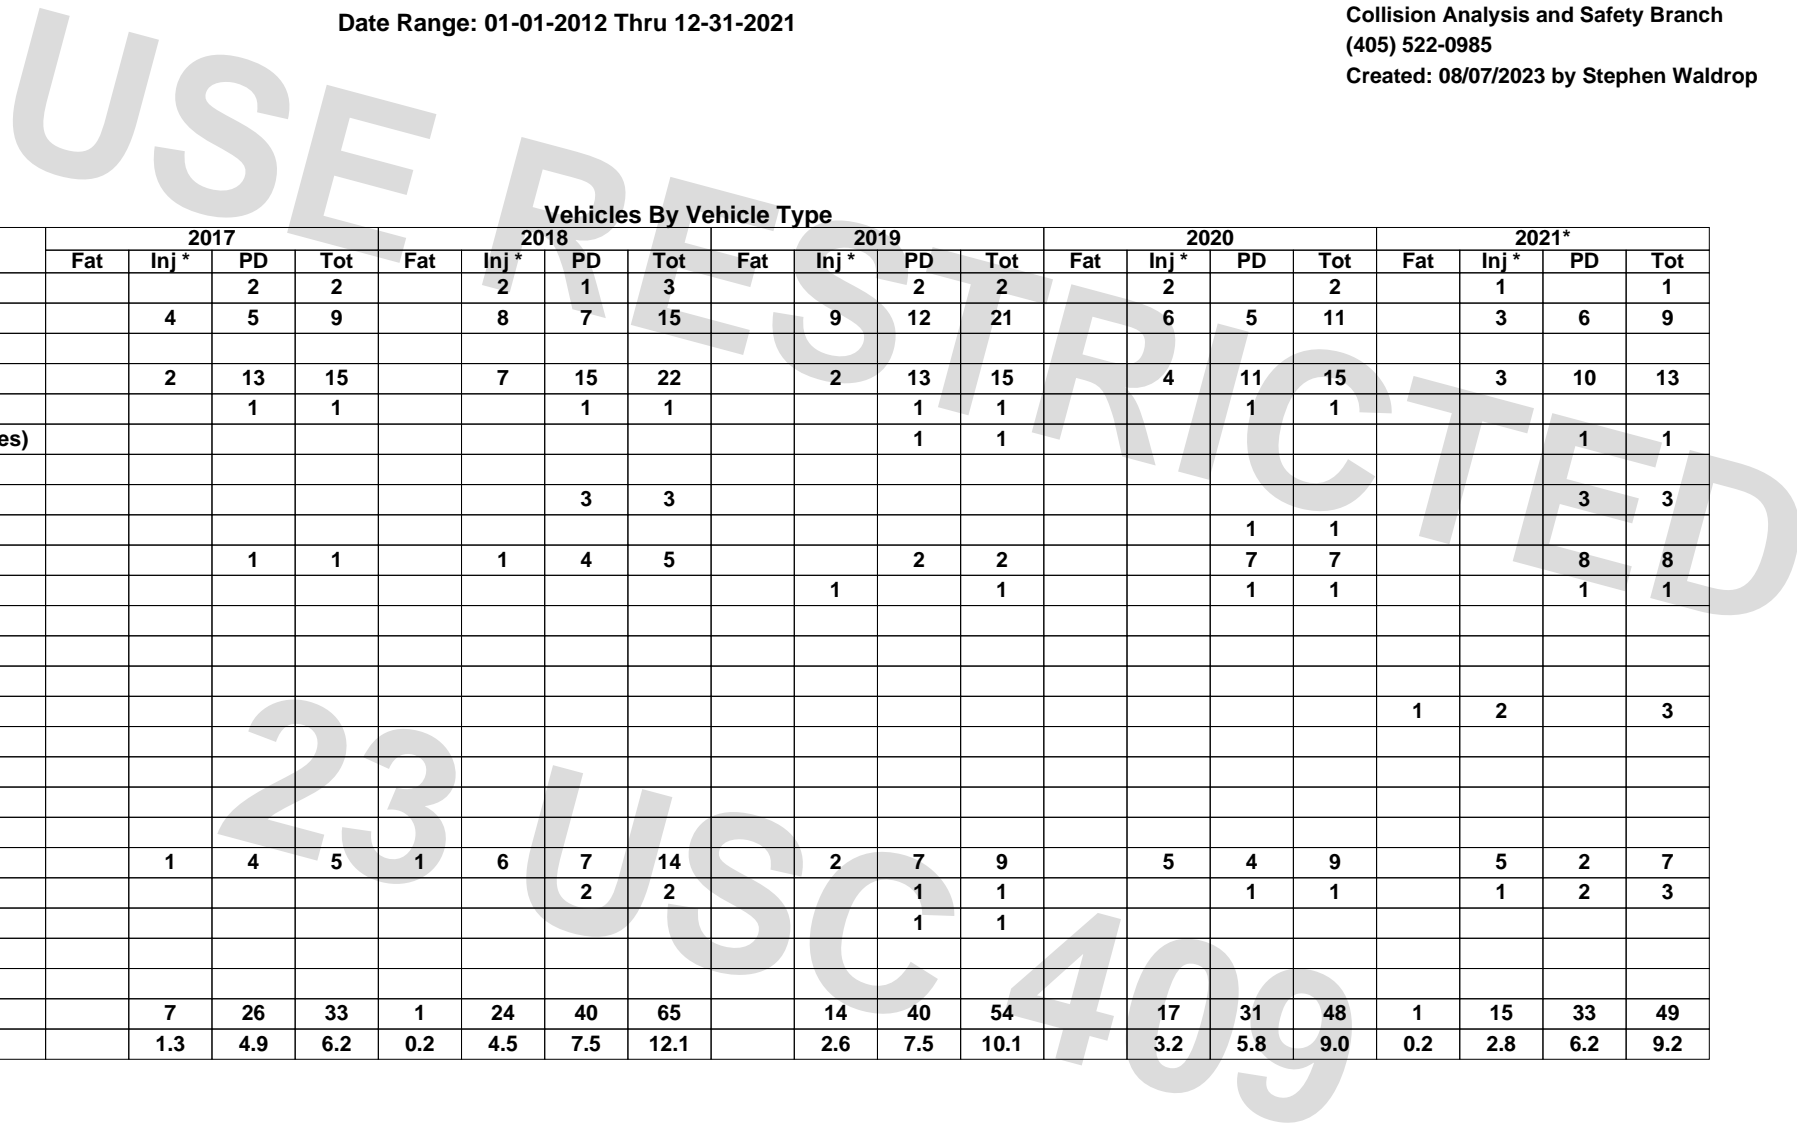 Date Range: 01-01-2012 Thru 12-31-2021
Collision Analysis and Safety Branch
(405) 522-0985
Created: 08/07/2023 by Stephen Waldrop
USE RESTRICTED
23 USC 409
Vehicles By Vehicle Type
2017 2018 2019 2020 2021*
Fat Inj * PD Tot Fat Inj * PD Tot Fat Inj * PD Tot Fat Inj * PD Tot Fat Inj * PD Tot
2 2 2 1 3 2 2 2 2 1 1
4 5 9 8 7 15 9 12 21 6 5 11 3 6 9
2 13 15 7 15 22 2 13 15 4 11 15 3 10 13
1 1 1 1 1 1 1 1
es) 1 1 1 1
3 3 3 3
1 1
1 1 1 4 5 2 2 7 7 8 8
1 1 1 1 1 1
1 2 3
1 4 5 1 6 7 14 2 7 9 5 4 9 5 2 7
2 2 1 1 1 1 1 2 3
1 1
7 26 33 1 24 40 65 14 40 54 17 31 48 1 15 33 49
1.3 4.9 6.2 0.2 4.5 7.5 12.1 2.6 7.5 10.1 3.2 5.8 9.0 0.2 2.8 6.2 9.2